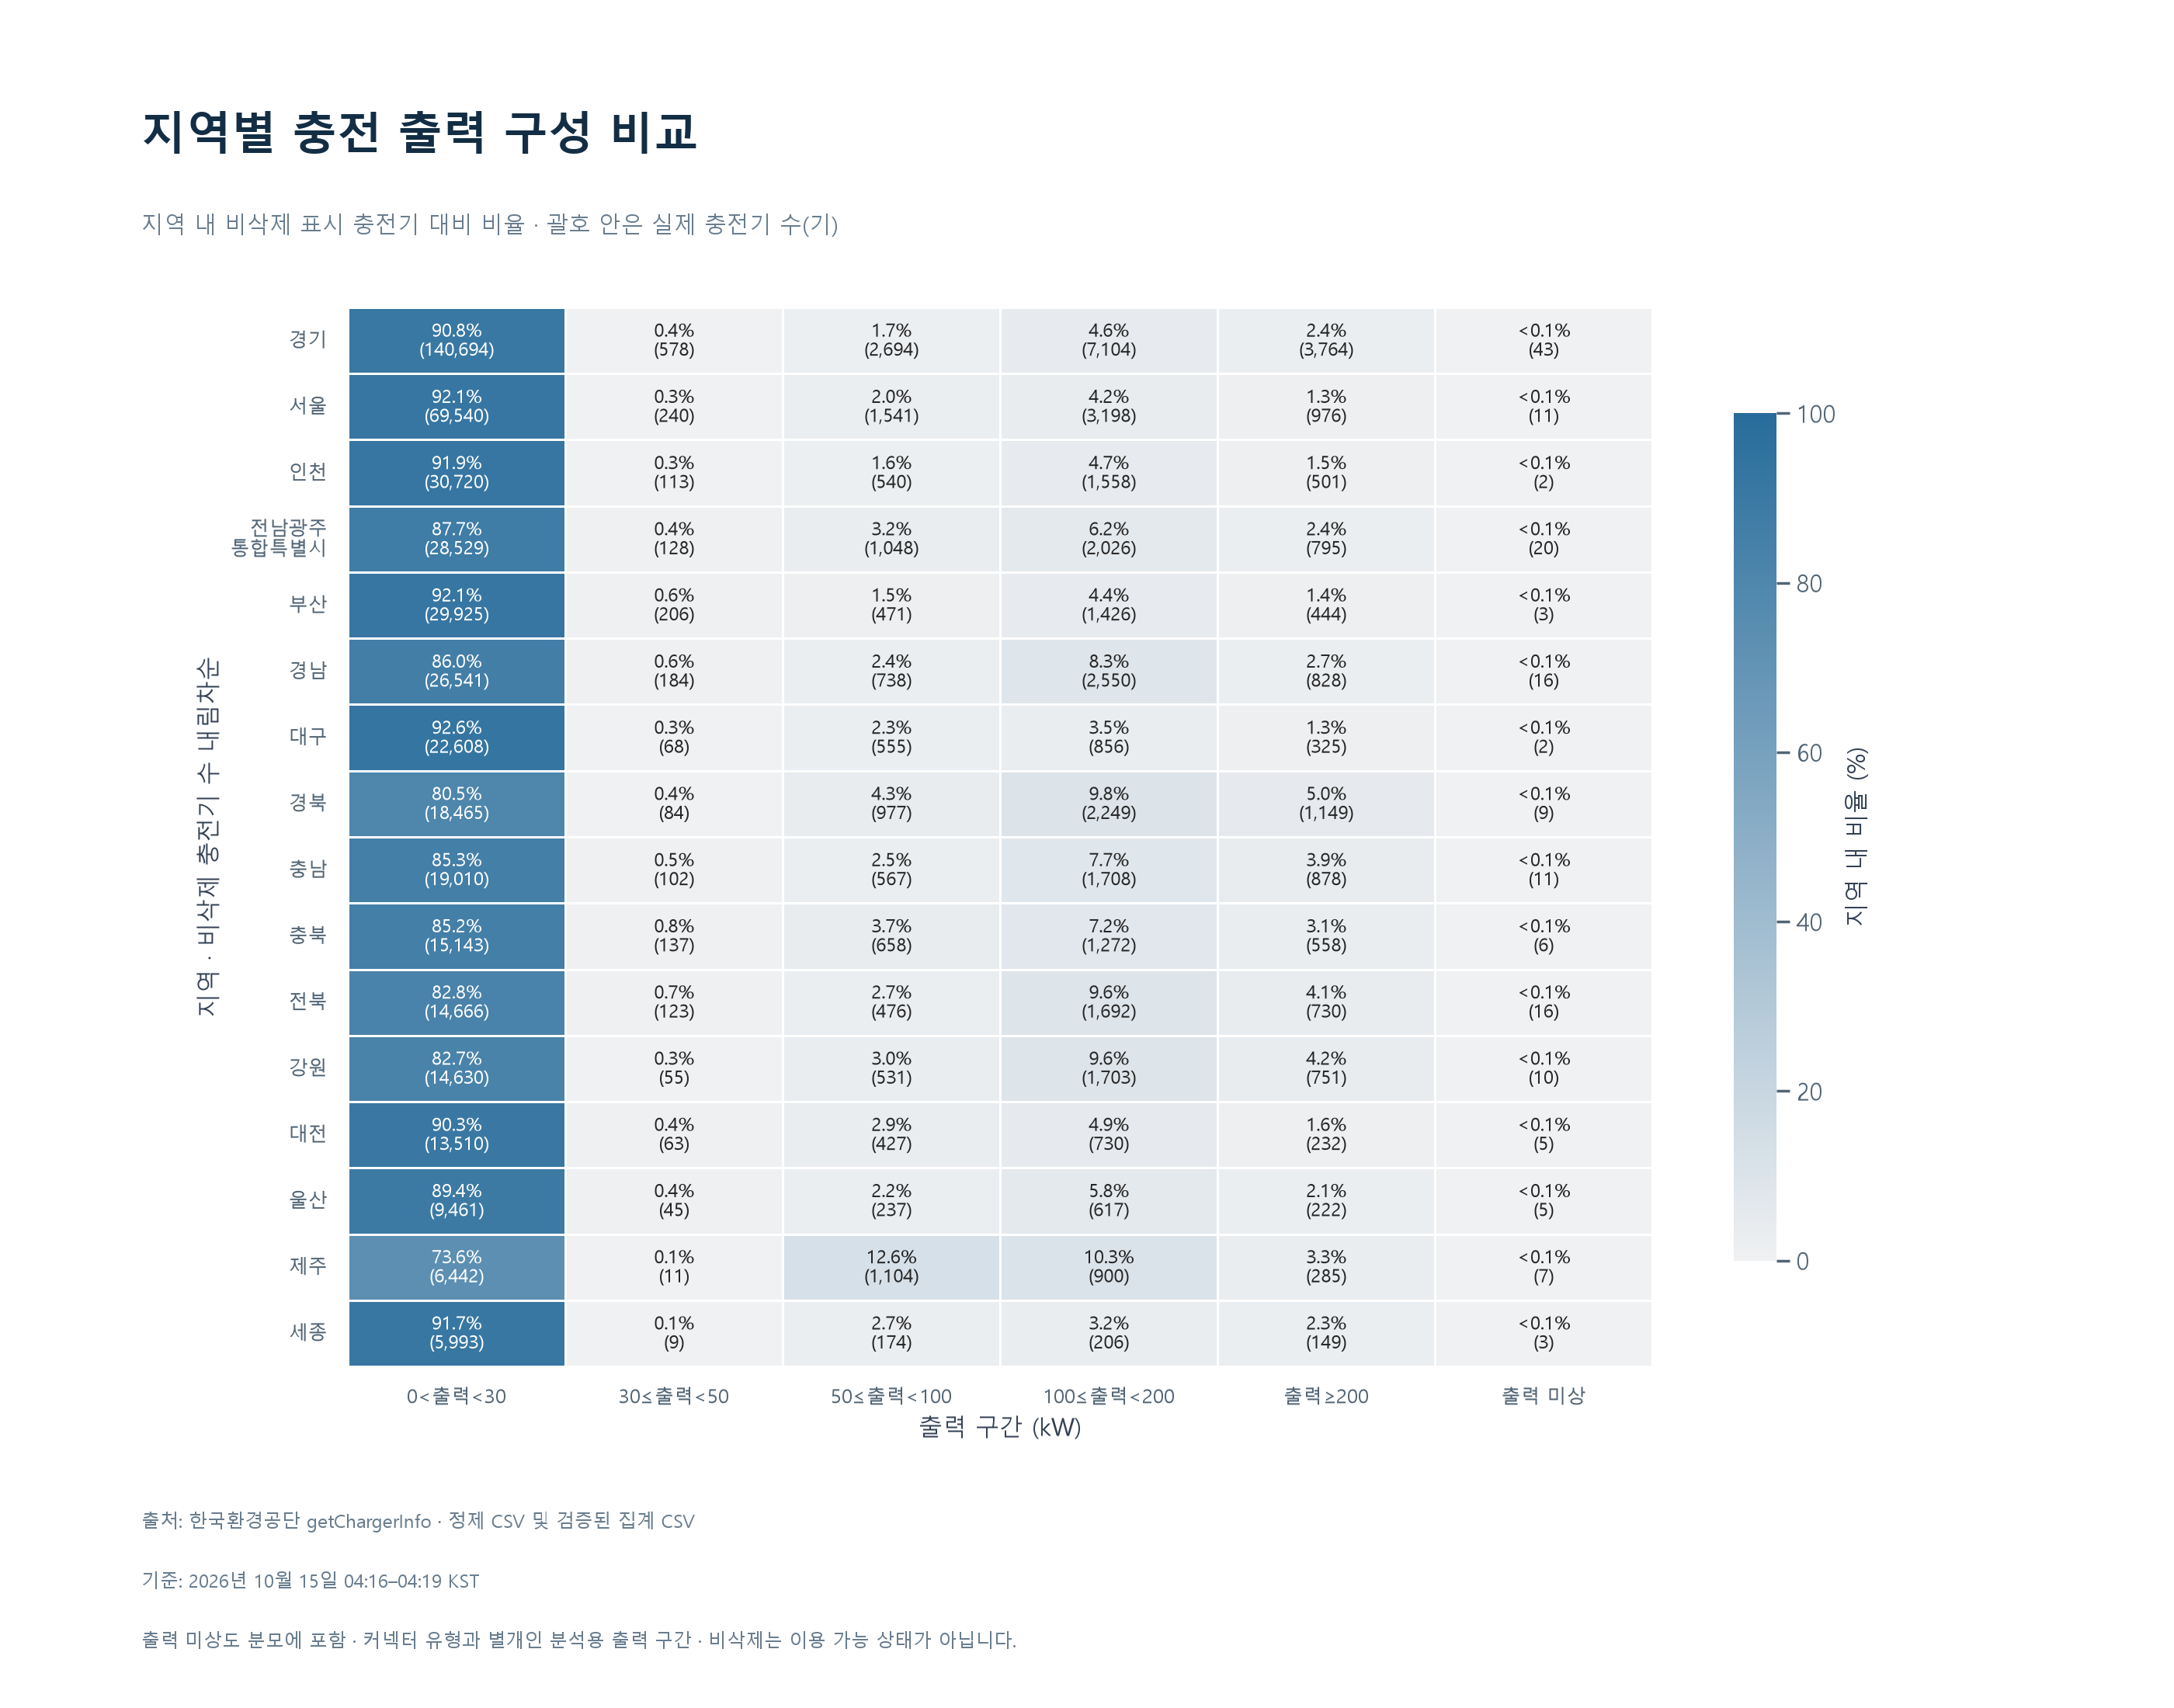 지역별 충전 출력 구성 비교
지역 내 비삭제 표시 충전기 대비 비율 · 괄호 안은 실제 충전기 수(기)
지역 · 비삭제 충전기 수 내림차순
경기 90.8% 0.4% 1.7% 4.6% 2.4% <0.1%
(140,694) (578) (2,694) (7,104) (3,764) (43)
서울 92.1% 0.3% 2.0% 4.2% 1.3% <0.1%
(69,540) (240) (1,541) (3,198) (976) (11)
인천 91.9% 0.3% 1.6% 4.7% 1.5% <0.1%
(30,720) (113) (540) (1,558) (501) (2)
전남광주 87.7% 0.4% 3.2% 6.2% 2.4% <0.1%
통합특별시 (28,529) (128) (1,048) (2,026) (795) (20)
부산 92.1% 0.6% 1.5% 4.4% 1.4% <0.1%
(29,925) (206) (471) (1,426) (444) (3)
경남 86.0% 0.6% 2.4% 8.3% 2.7% <0.1%
(26,541) (184) (738) (2,550) (828) (16)
대구 92.6% 0.3% 2.3% 3.5% 1.3% <0.1%
(22,608) (68) (555) (856) (325) (2)
경북 80.5% 0.4% 4.3% 9.8% 5.0% <0.1%
(18,465) (84) (977) (2,249) (1,149) (9)
충남 85.3% 0.5% 2.5% 7.7% 3.9% <0.1%
(19,010) (102) (567) (1,708) (878) (11)
충북 85.2% 0.8% 3.7% 7.2% 3.1% <0.1%
(15,143) (137) (658) (1,272) (558) (6)
전북 82.8% 0.7% 2.7% 9.6% 4.1% <0.1%
(14,666) (123) (476) (1,692) (730) (16)
강원 82.7% 0.3% 3.0% 9.6% 4.2% <0.1%
(14,630) (55) (531) (1,703) (751) (10)
대전 90.3% 0.4% 2.9% 4.9% 1.6% <0.1%
(13,510) (63) (427) (730) (232) (5)
울산 89.4% 0.4% 2.2% 5.8% 2.1% <0.1%
(9,461) (45) (237) (617) (222) (5)
제주 73.6% 0.1% 12.6% 10.3% 3.3% <0.1%
(6,442) (11) (1,104) (900) (285) (7)
세종 91.7% 0.1% 2.7% 3.2% 2.3% <0.1%
(5,993) (9) (174) (206) (149) (3)
0<출력<30 30≤출력<50 50≤출력<100 100≤출력<200 출력≥200 출력 미상
출력 구간 (kW)
100
80
60
40
20
0
지역 내 비율 (%)
출처: 한국환경공단 getChargerInfo · 정제 CSV 및 검증된 집계 CSV
기준: 2026년 10월 15일 04:16–04:19 KST
출력 미상도 분모에 포함 · 커넥터 유형과 별개인 분석용 출력 구간 · 비삭제는 이용 가능 상태가 아닙니다.